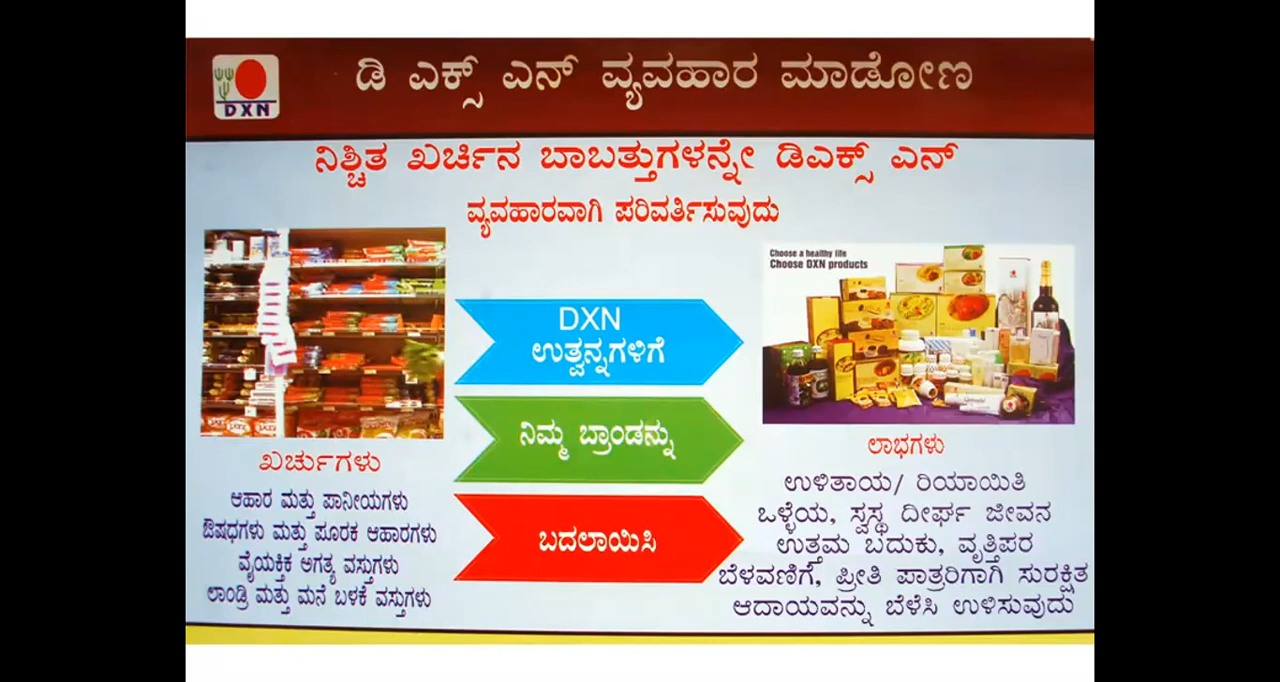 DXN
ಡಿ ಎಕ್ಸ್ ಎನ್ ವ್ಯವಹಾರ ಮಾಡೋಣ
ನಿಶ್ಚಿತ ಖರ್ಚಿನ ಬಾಬತ್ತುಗಳನ್ನೇ ಡಿಎಕ್ಸ್ ಎನ್
ವ್ಯವಹಾರವಾಗಿ ಪರಿವರ್ತಿಸುವುದು
ಖರ್ಚುಗಳು
ಆಹಾರ ಮತ್ತು ಪಾನೀಯಗಳು
ಔಷಧಗಳು ಮತ್ತು ಪೂರಕ ಆಹಾರಗಳು
ವೈಯಕ್ತಿಕ ಅಗತ್ಯ ವಸ್ತುಗಳು
ಲಾಂಡ್ರಿ ಮತ್ತು ಮನೆ ಬಳಕೆ ವಸ್ತುಗಳು
DXN
ಉತ್ವನ್ನಗಳಿಗೆ
ನಿಮ್ಮ ಬ್ರಾಂಡನ್ನು
ಬದಲಾಯಿಸಿ
Choose a healthy life
Choose DXN products
ಲಾಭಗಳು
ಉಳಿತಾಯ/ ರಿಯಾಯಿತಿ
ಒಳ್ಳೆಯ, ಸ್ವಸ್ಥ ದೀರ್ಘ ಜೀವನ
ಉತ್ತಮ ಬದುಕು, ವೃತ್ತಿಪರ
ಬೆಳವಣಿಗೆ, ಪ್ರೀತಿ ಪಾತ್ರರಿಗಾಗಿ ಸುರಕ್ಷಿತ
ಆದಾಯವನ್ನು ಬೆಳೆಸಿ ಉಳಿಸುವುದು